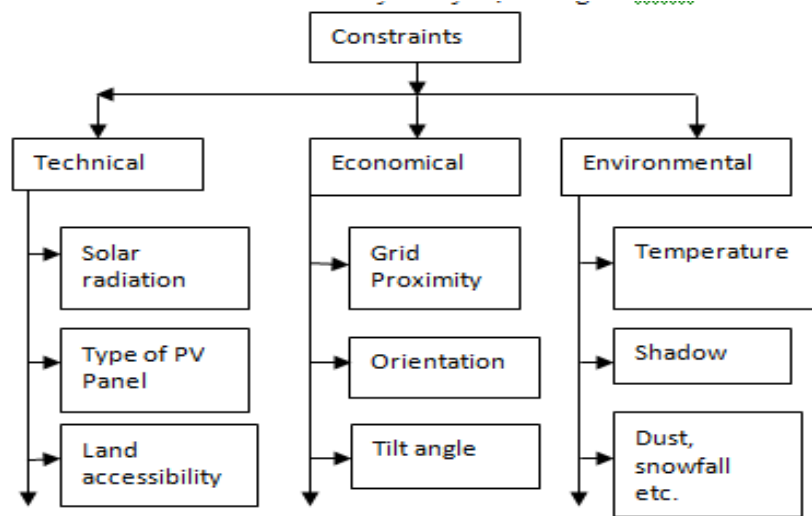 Constraints
Technical
Economical
Environmental
Solar
radiation
Grid
Proximity
Temperature
Type of PV
Panel
Orientation
Shadow
Land
accessibility
Tilt angle
Dust,
snowfall
etc.